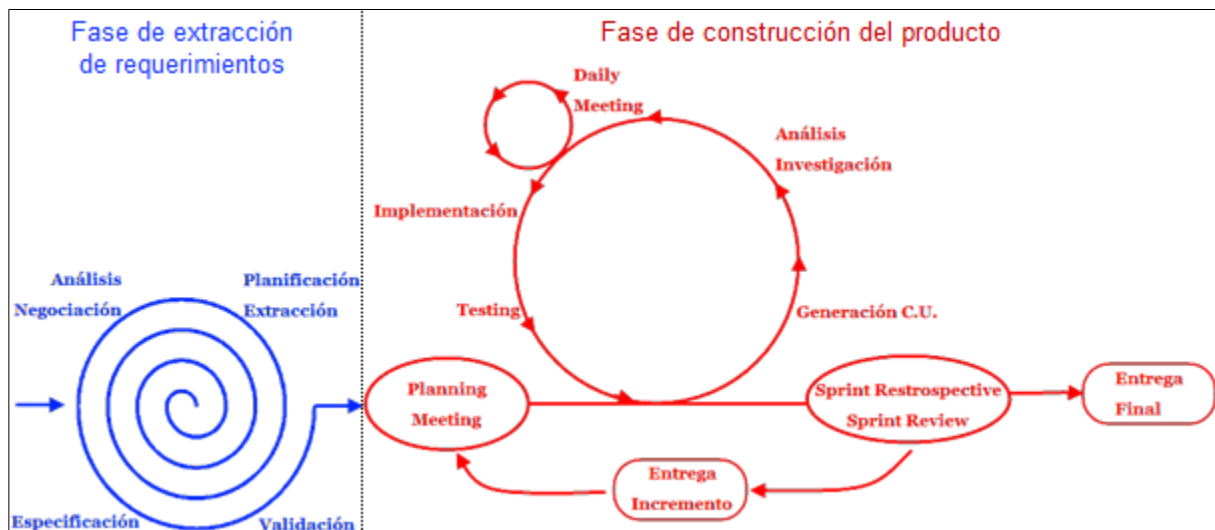 Fase de extracción
de requerimientos
Fase de construcción del producto
Daily
Meeting
Análisis
Investigación
Implementación
Análisis
Negociación
Planificación
Extracción
Testing
Generación C.U.
Planning
Meeting
Sprint Restrospective
Sprint Review
Entrega
Final
Entrega
Incremento
Especificación
Validación